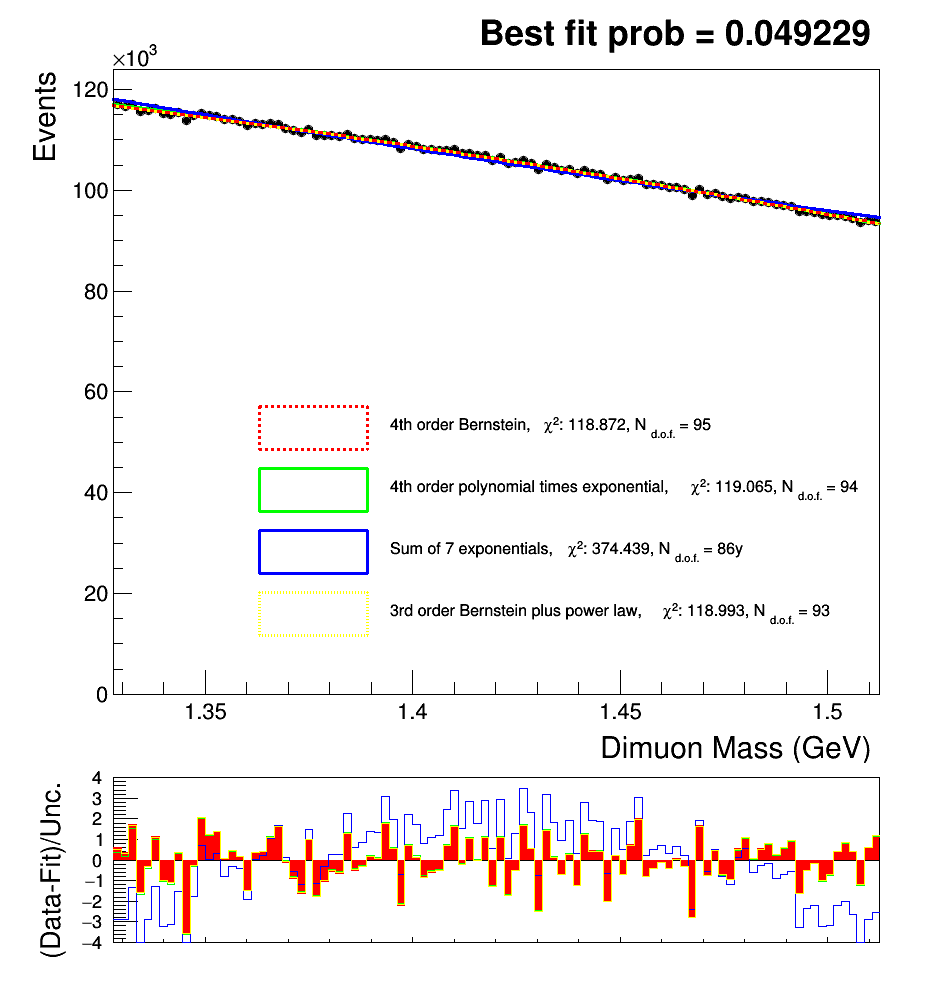 Best fit prob = 0.049229
×10³
Events
120
100
80
60
40
20
0
4th order Bernstein, χ²: 118.872, N d.o.f. = 95
4th order polynomial times exponential, χ²: 119.065, N d.o.f. = 94
Sum of 7 exponentials, χ²: 374.439, N d.o.f. = 86y
3rd order Bernstein plus power law, χ²: 118.993, N d.o.f. = 93
1.35 1.4 1.45 1.5
Dimuon Mass (GeV)
(Data-Fit)/Unc.
4
3
2
1
0
−1
−2
−3
−4